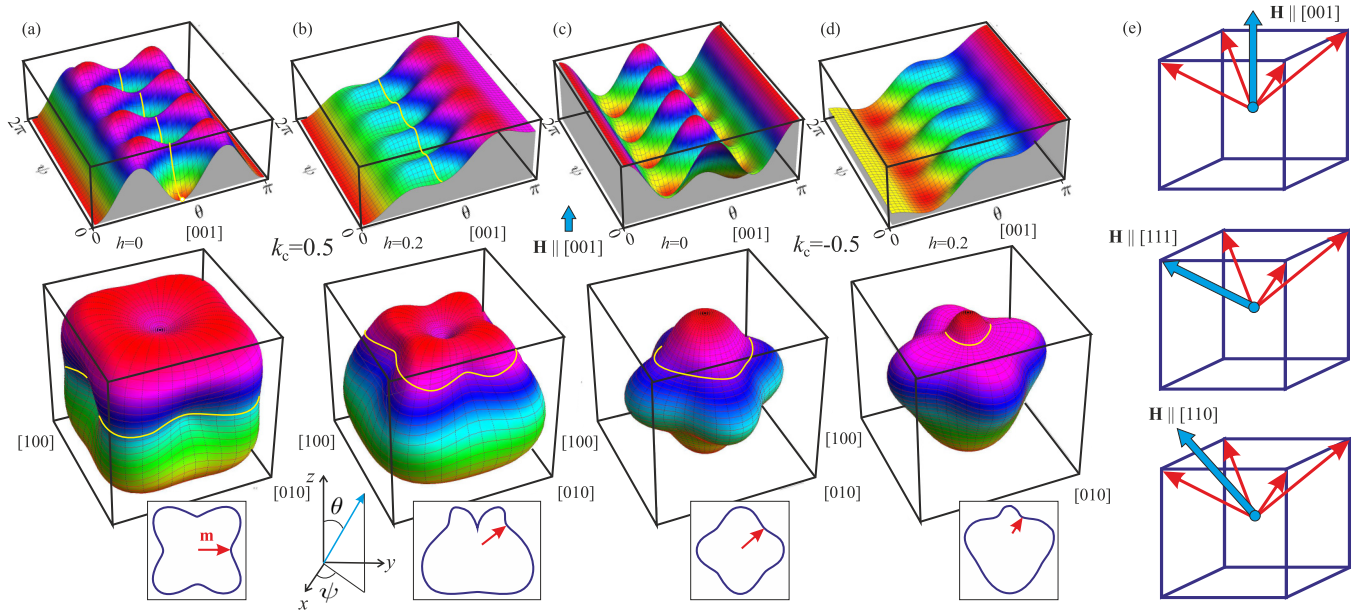 (a)
(b)
(c)
(d)
(e)
H || [001]
2π
ψ
0
0
θ
π
h=0
[001]
2π
ψ
0
0
θ
π
k_c=0.5
h=0.2
[001]
H || [001]
2π
ψ
0
0
θ
π
h=0
[001]
2π
ψ
0
0
θ
π
k_c=-0.5
h=0.2
[001]
H || [111]
H || [110]
[100]
[010]
[100]
[100]
[010]
[100]
[010]
m
z
θ
y
x
ψ